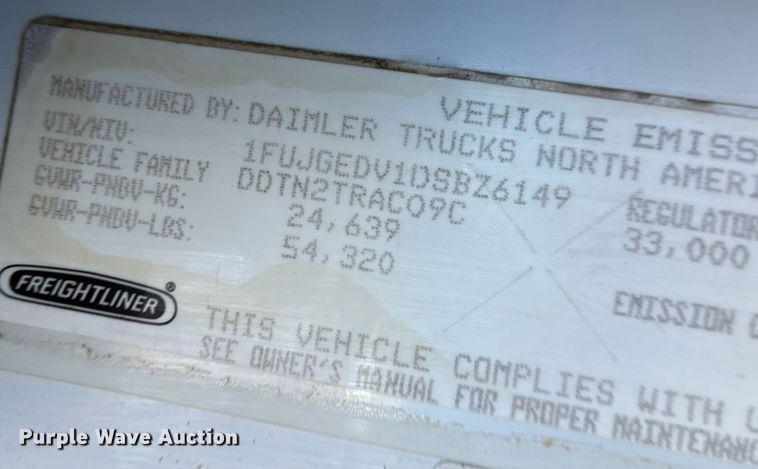 VEHICLE EMISS
MANUFACTURED BY: DAIMLER TRUCKS NORTH AMERI
VIN/NIV: 1FUJGEDV1DSBZ6149
VEHICLE FAMILY DDTN2TRACO9C REGULATOR
GVWR-PNBV-KG: 24,639 33,000
GVWR-PNBV-LBS: 54,320
FREIGHTLINER®
EMISSION
THIS VEHICLE COMPLIES WITH U
SEE OWNER'S MANUAL FOR PROPER MAINTENANC
Purple Wave Auction